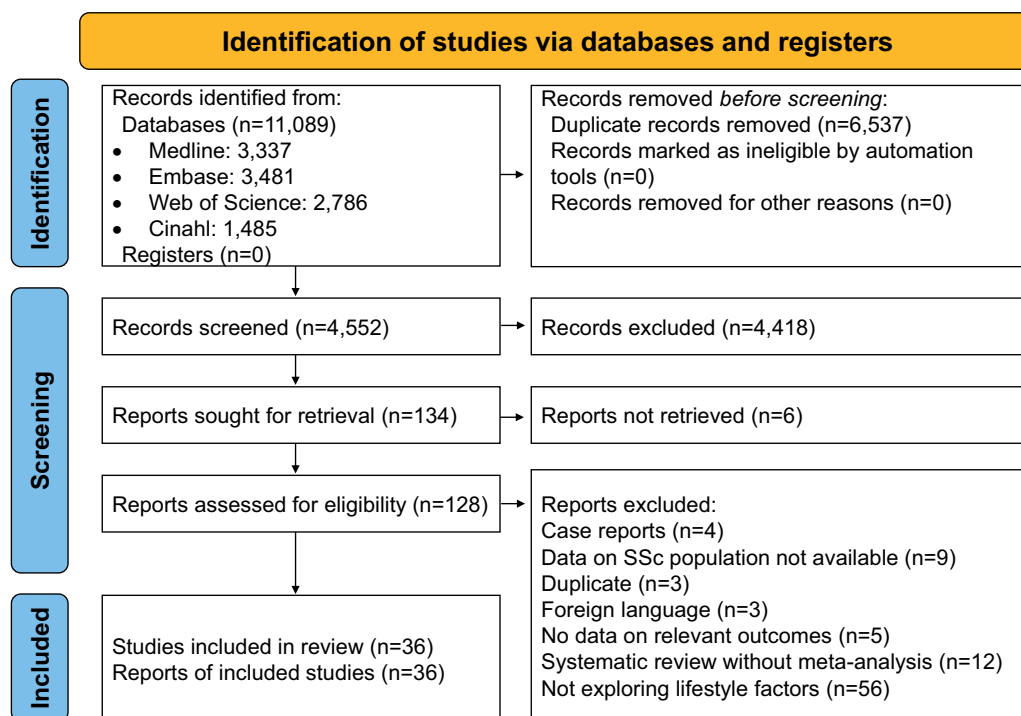 Identification of studies via databases and registers
Identification
Records identified from:
Databases (n=11,089)
• Medline: 3,337
• Embase: 3,481
• Web of Science: 2,786
• Cinahl: 1,485
Registers (n=0)
Records removed before screening:
Duplicate records removed (n=6,537)
Records marked as ineligible by automation
tools (n=0)
Records removed for other reasons (n=0)
Screening
Records screened (n=4,552)
Records excluded (n=4,418)
Reports sought for retrieval (n=134)
Reports not retrieved (n=6)
Reports assessed for eligibility (n=128)
Reports excluded:
Case reports (n=4)
Data on SSc population not available (n=9)
Duplicate (n=3)
Foreign language (n=3)
No data on relevant outcomes (n=5)
Systematic review without meta-analysis (n=12)
Not exploring lifestyle factors (n=56)
Included
Studies included in review (n=36)
Reports of included studies (n=36)